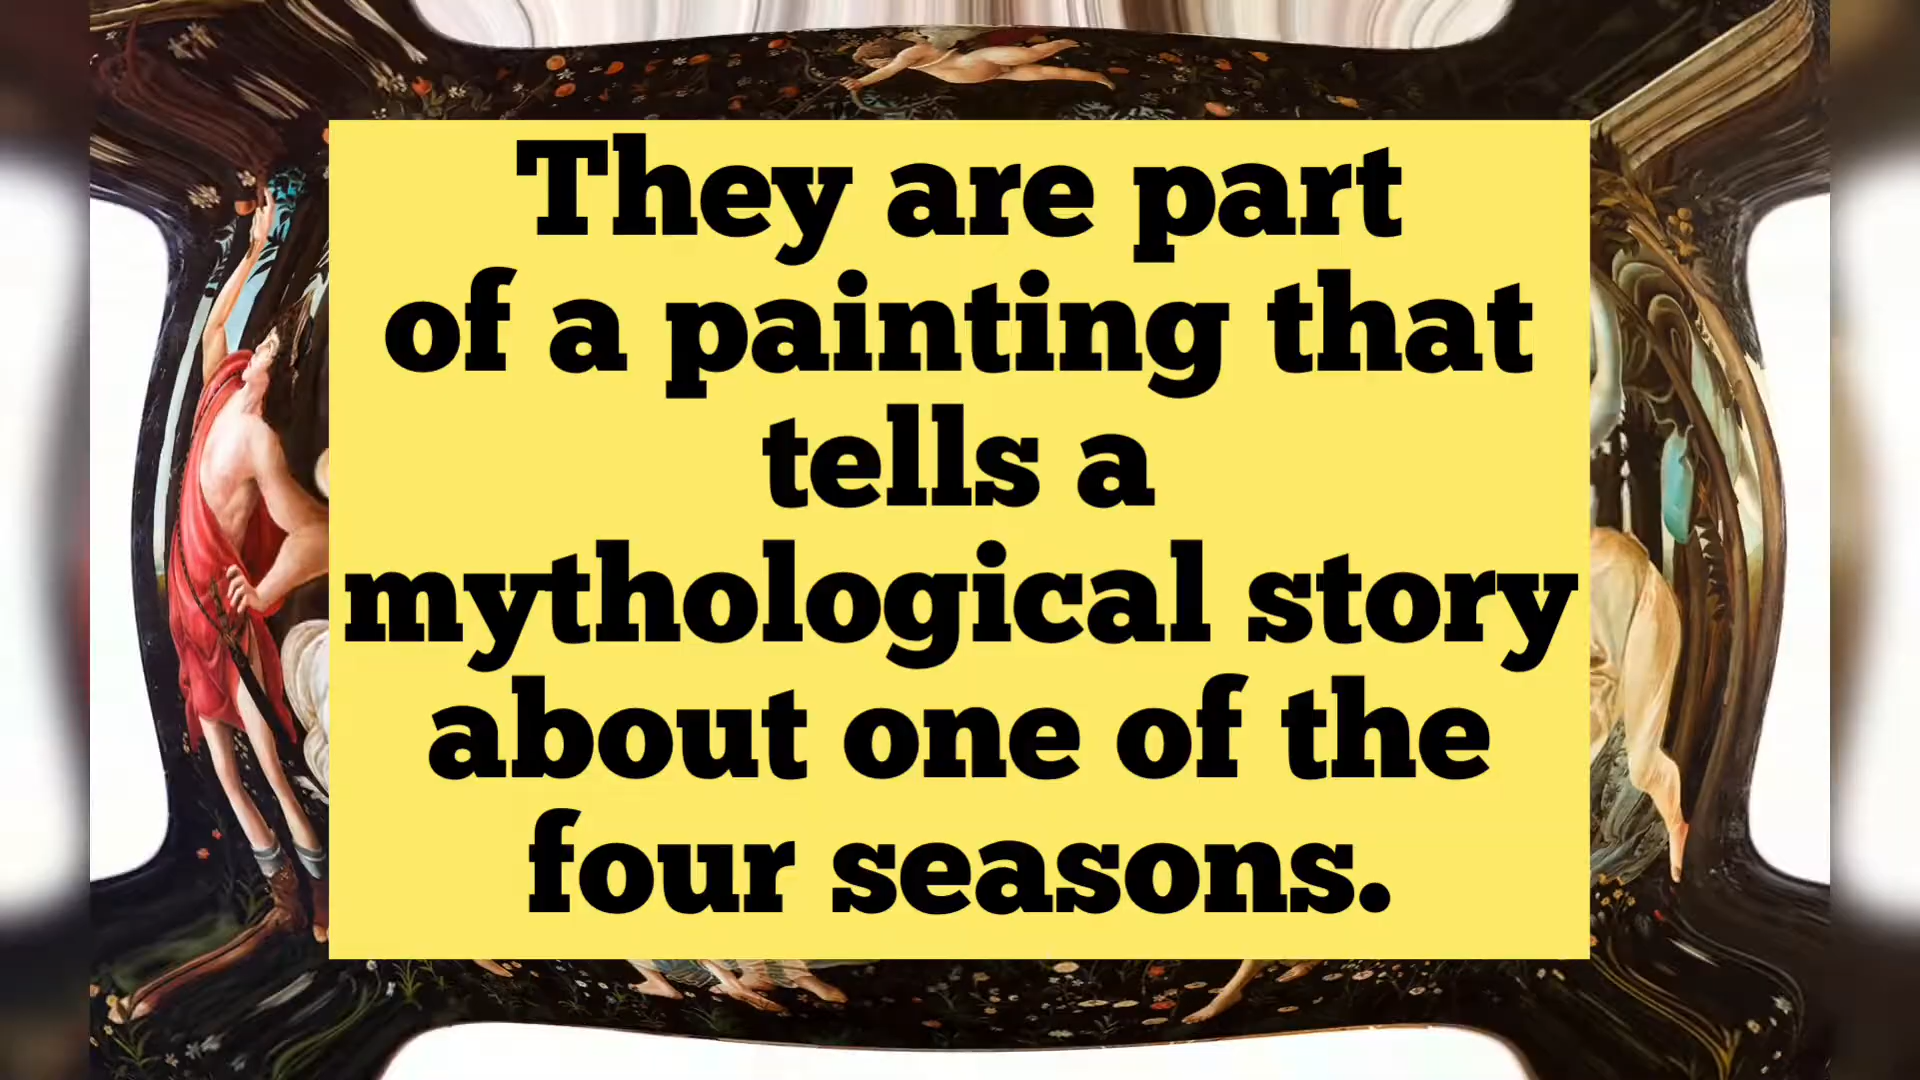 They are part
of a painting that
tells a
mythological story
about one of the
four seasons.